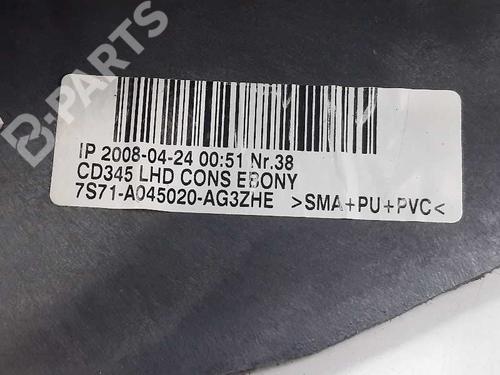 B-PARTS
IP 2008-04-24 00:51 Nr.38
CD345 LHD CONS EBONY
7S71-A045020-AG3ZHE >SMA+PU+PVC<